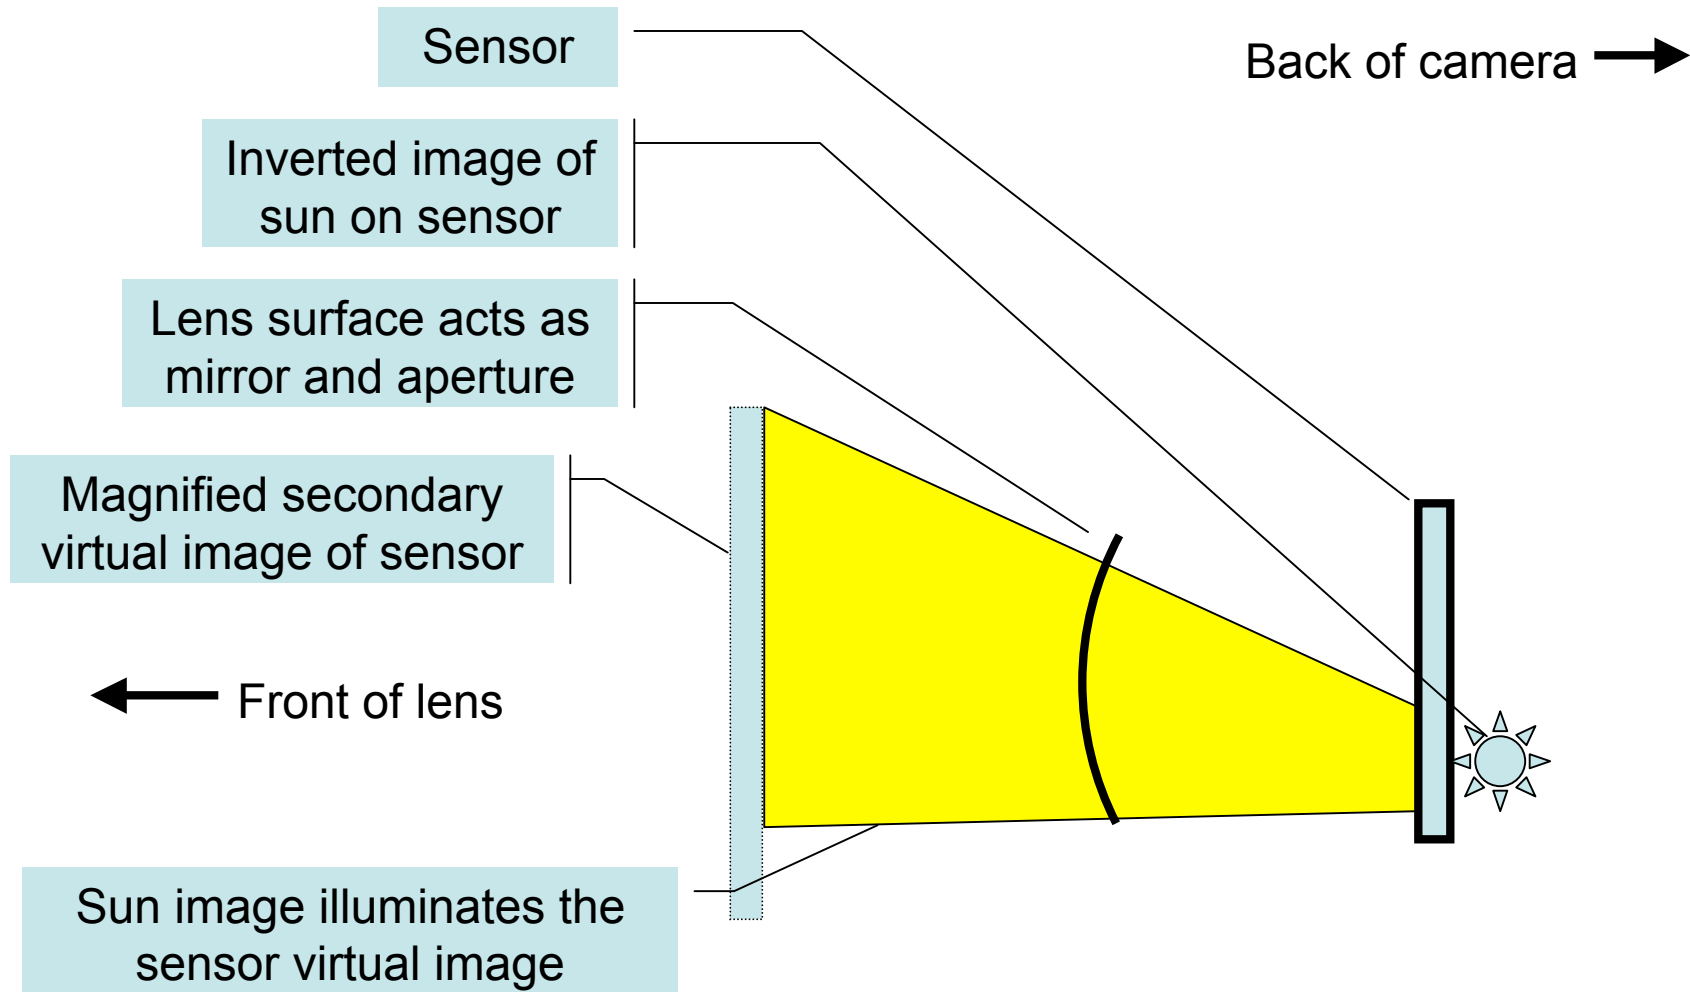 Sensor
Back of camera
Inverted image of
sun on sensor
Lens surface acts as
mirror and aperture
Magnified secondary
virtual image of sensor
Front of lens
Sun image illuminates the
sensor virtual image